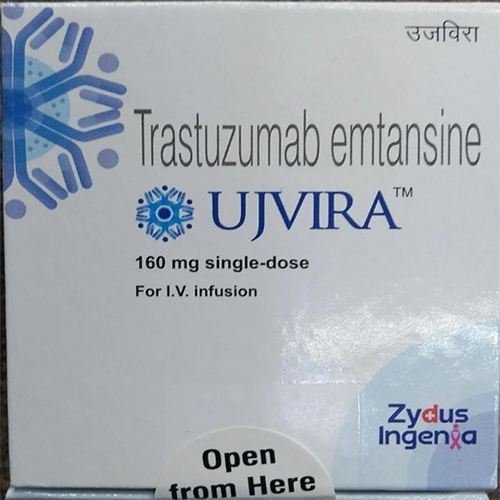 उजविरा
Trastuzumab emtansine
UJVIRA™
160 mg single-dose
For I.V. infusion
Zydus
Ingenia
Open
from Here